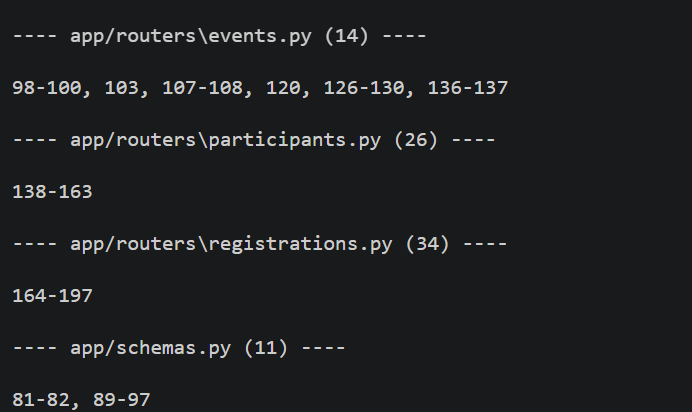 ---- app/routers\events.py (14) ----
98-100, 103, 107-108, 120, 126-130, 136-137
---- app/routers\participants.py (26) ----
138-163
---- app/routers\registrations.py (34) ----
164-197
---- app/schemas.py (11) ----
81-82, 89-97